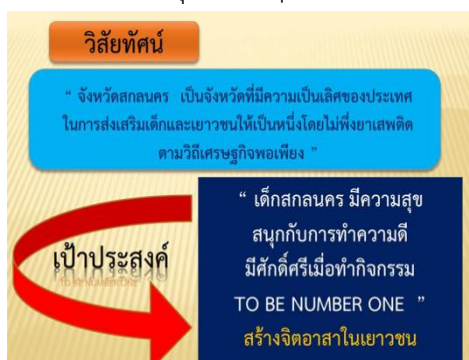 วิสัยทัศน์
“ จังหวัดสกลนคร เป็นจังหวัดที่มีความเป็นเลิศของประเทศ
ในการส่งเสริมเด็กและเยาวชนให้เป็นหนึ่งโดยไม่พึ่งยาเสพติด
ตามวิถีเศรษฐกิจพอเพียง ”
เป้าประสงค์
TO BE NUMBER ONE
“ เด็กสกลนคร มีความสุข
สนุกกับการทำความดี
มีศักดิ์ศรีเมื่อทำกิจกรรม
TO BE NUMBER ONE ”
สร้างจิตอาสาในเยาวชน